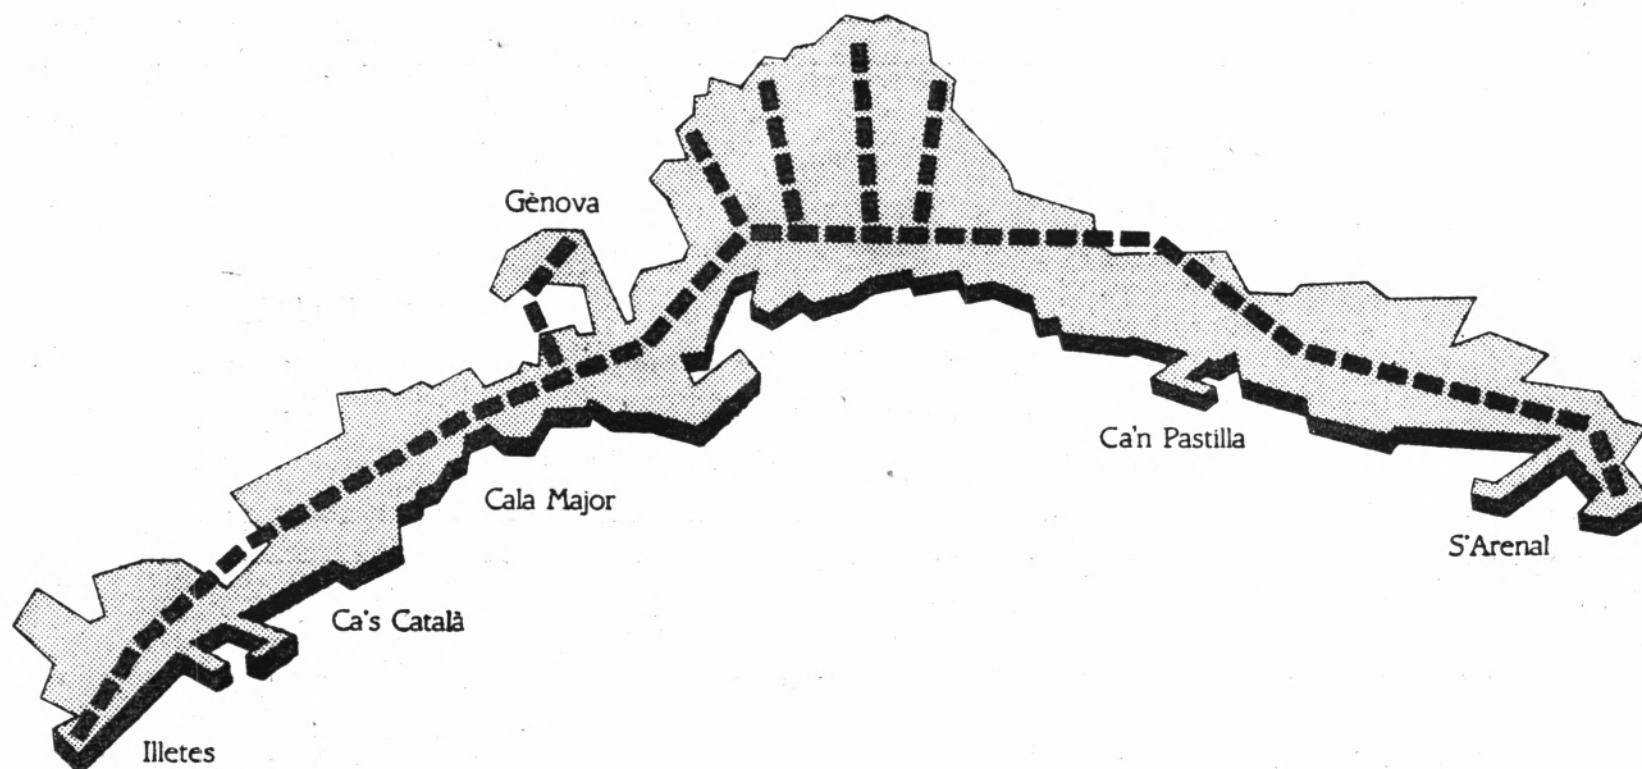 Gènova
Ca'n Pastilla
Cala Major
S'Arenal
Ca's Català
Illetes